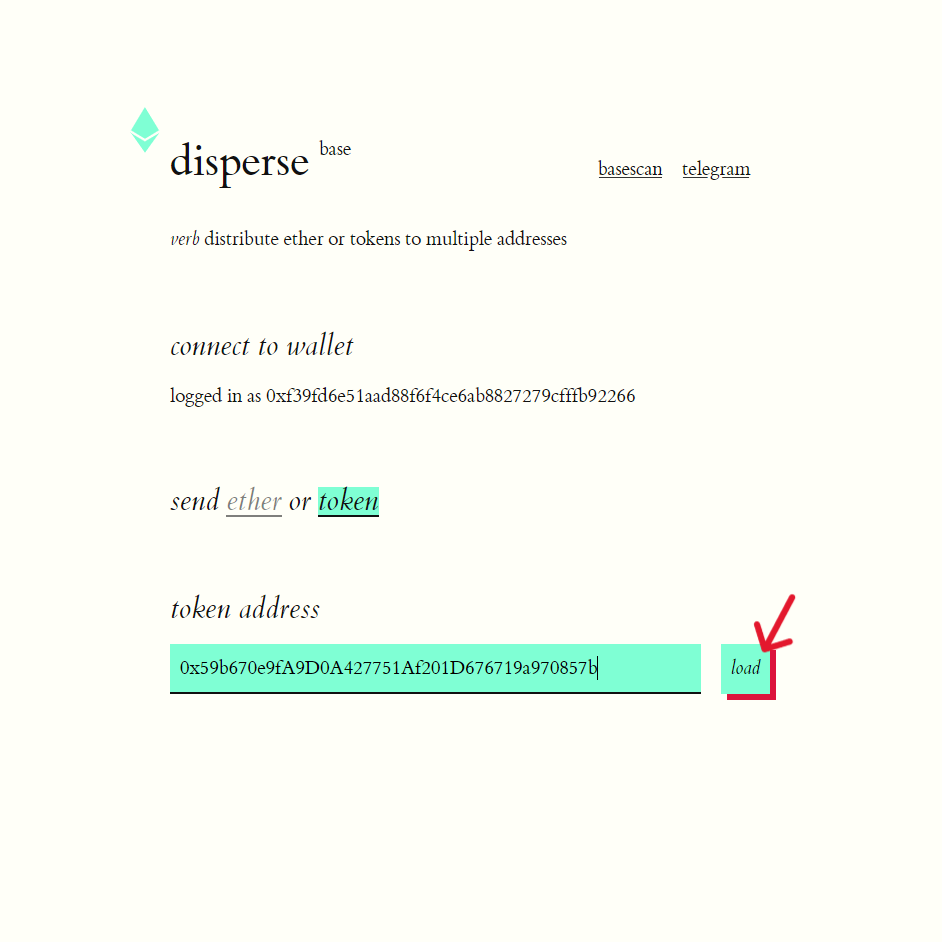 disperse base
basescan telegram
verb distribute ether or tokens to multiple addresses
connect to wallet
logged in as 0xf39fd6e51aad88f6f4ce6ab8827279cfffb92266
send ether or token
token address
0x59b670e9fA9D0A427751Af201D676719a970857b
load